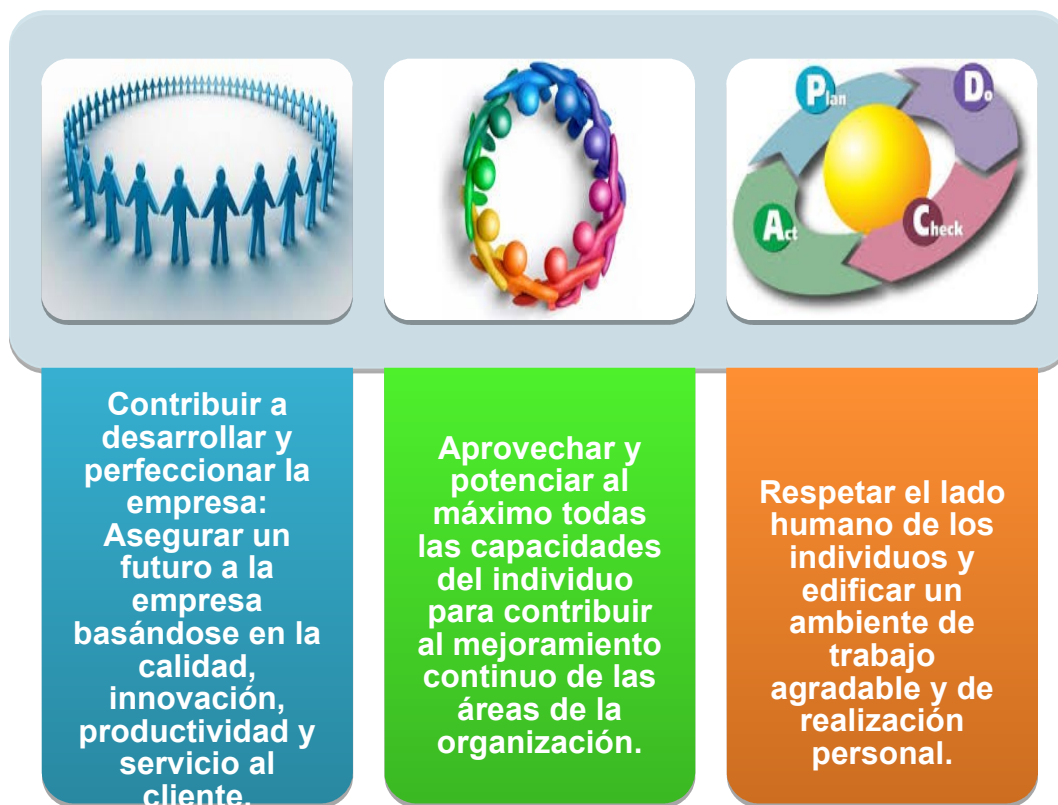 Plan
Do
Act
Check
Contribuir a
desarrollar y
perfeccionar la
empresa:
Asegurar un
futuro a la
empresa
basándose en la
calidad,
innovación,
productividad y
servicio al
cliente.
Aprovechar y
potenciar al
máximo todas
las capacidades
del individuo
para contribuir
al mejoramiento
continuo de las
áreas de la
organización.
Respetar el lado
humano de los
individuos y
edificar un
ambiente de
trabajo
agradable y de
realización
personal.